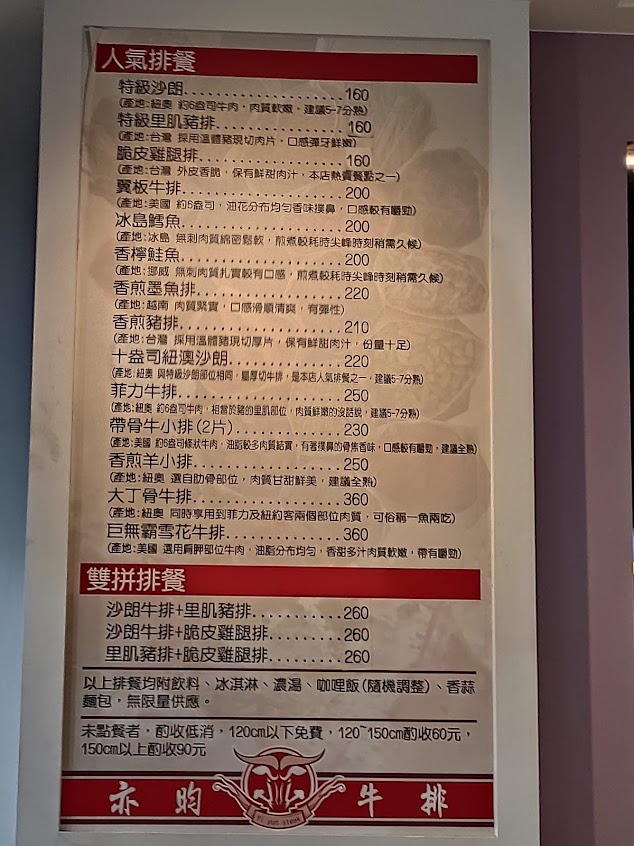 人氣排餐
特級沙朗....................160
(產地:紐奧 約6盎司牛肉，肉質軟嫩，建議5-7分熟)
特級里肌豬排................160
(產地:台灣 採用溫體豬現切肉片，口感彈牙鮮嫩)
脆皮雞腿排..................160
(產地:台灣 外皮香脆，保有鮮甜肉汁，本店熱賣餐點之一)
翼板牛排....................200
(產地:美國 約6盎司，油花分布均勻香味撲鼻，口感較有嚼勁)
冰島鱈魚....................200
(產地:冰島 無刺肉質綿密鬆軟，煎煮較耗時尖峰時刻稍需久候)
香檸鮭魚....................200
(產地:挪威 無刺肉質扎實較有口感，煎煮較耗時尖峰時刻稍需久候)
香煎墨魚排..................220
(產地:越南 肉質緊實，口感滑順清爽，有彈性)
香煎豬排....................210
(產地:台灣 採用溫體豬現切厚片，保有鮮甜肉汁，份量十足)
十盎司紐澳沙朗..............220
(產地:紐奧 與特級沙朗部位相同，屬厚切牛排，是本店人氣排餐之一，建議5-7分熟)
菲力牛排....................250
(產地:紐奧 約6盎司牛肉，相當於豬的里肌部位，肉質鮮嫩的沒話說，建議5-7分熟)
帶骨牛小排(2片).............230
(產地:美國 約6盎司條狀牛肉，油脂較多肉質結實，有著撲鼻的骨焦香味，口感較有嚼勁，建議全熟)
香煎羊小排..................250
(產地:紐奧 選自肋骨部位，肉質甘甜鮮美，建議全熟)
大丁骨牛排..................360
(產地:紐奧 同時享用到菲力及紐約客兩個部位肉質，可俗稱一魚兩吃)
巨無霸雪花牛排..............360
(產地:美國 選用肩胛部位牛肉，油脂分布均勻，香甜多汁肉質軟嫩，帶有嚼勁)
雙拼排餐
沙朗牛排+里肌豬排...........260
沙朗牛排+脆皮雞腿排.........260
里肌豬排+脆皮雞腿排.........260
以上排餐均附飲料、冰淇淋、濃湯、咖哩飯(隨機調整)、香蒜
麵包，無限量供應。
未點餐者，酌收低消，120cm以下免費，120~150cm酌收60元，
150cm以上酌收90元
亦昀 牛排
Yi yun steak